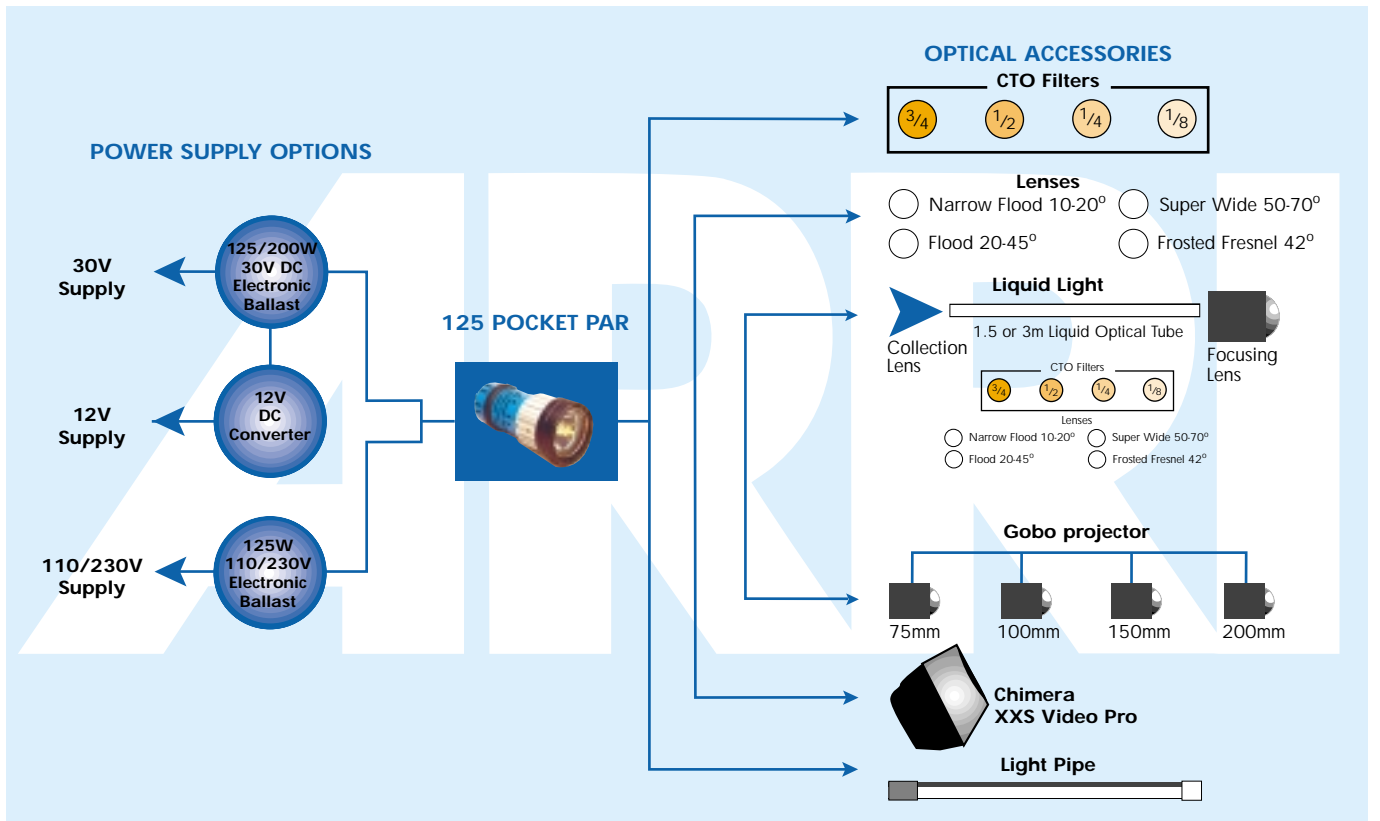 OPTICAL ACCESSORIES
CTO Filters
3/4 1/2 1/4 1/8
POWER SUPPLY OPTIONS
Lenses
Narrow Flood 10-20°
Super Wide 50-70°
Flood 20-45°
Frosted Fresnel 42°
30V
Supply
125/200W
30V DC
Electronic
Ballast
125 POCKET PAR
Liquid Light
1.5 or 3m Liquid Optical Tube
Collection
Lens
Focusing
Lens
CTO Filters
3/4 1/2 1/4 1/8
Lenses
Narrow Flood 10-20°
Super Wide 50-70°
Flood 20-45°
Frosted Fresnel 42°
12V
Supply
12V
DC
Converter
110/230V
Supply
125W
110/230V
Electronic
Ballast
Gobo projector
75mm
100mm
150mm
200mm
Chimera
XXS Video Pro
Light Pipe
ARRI